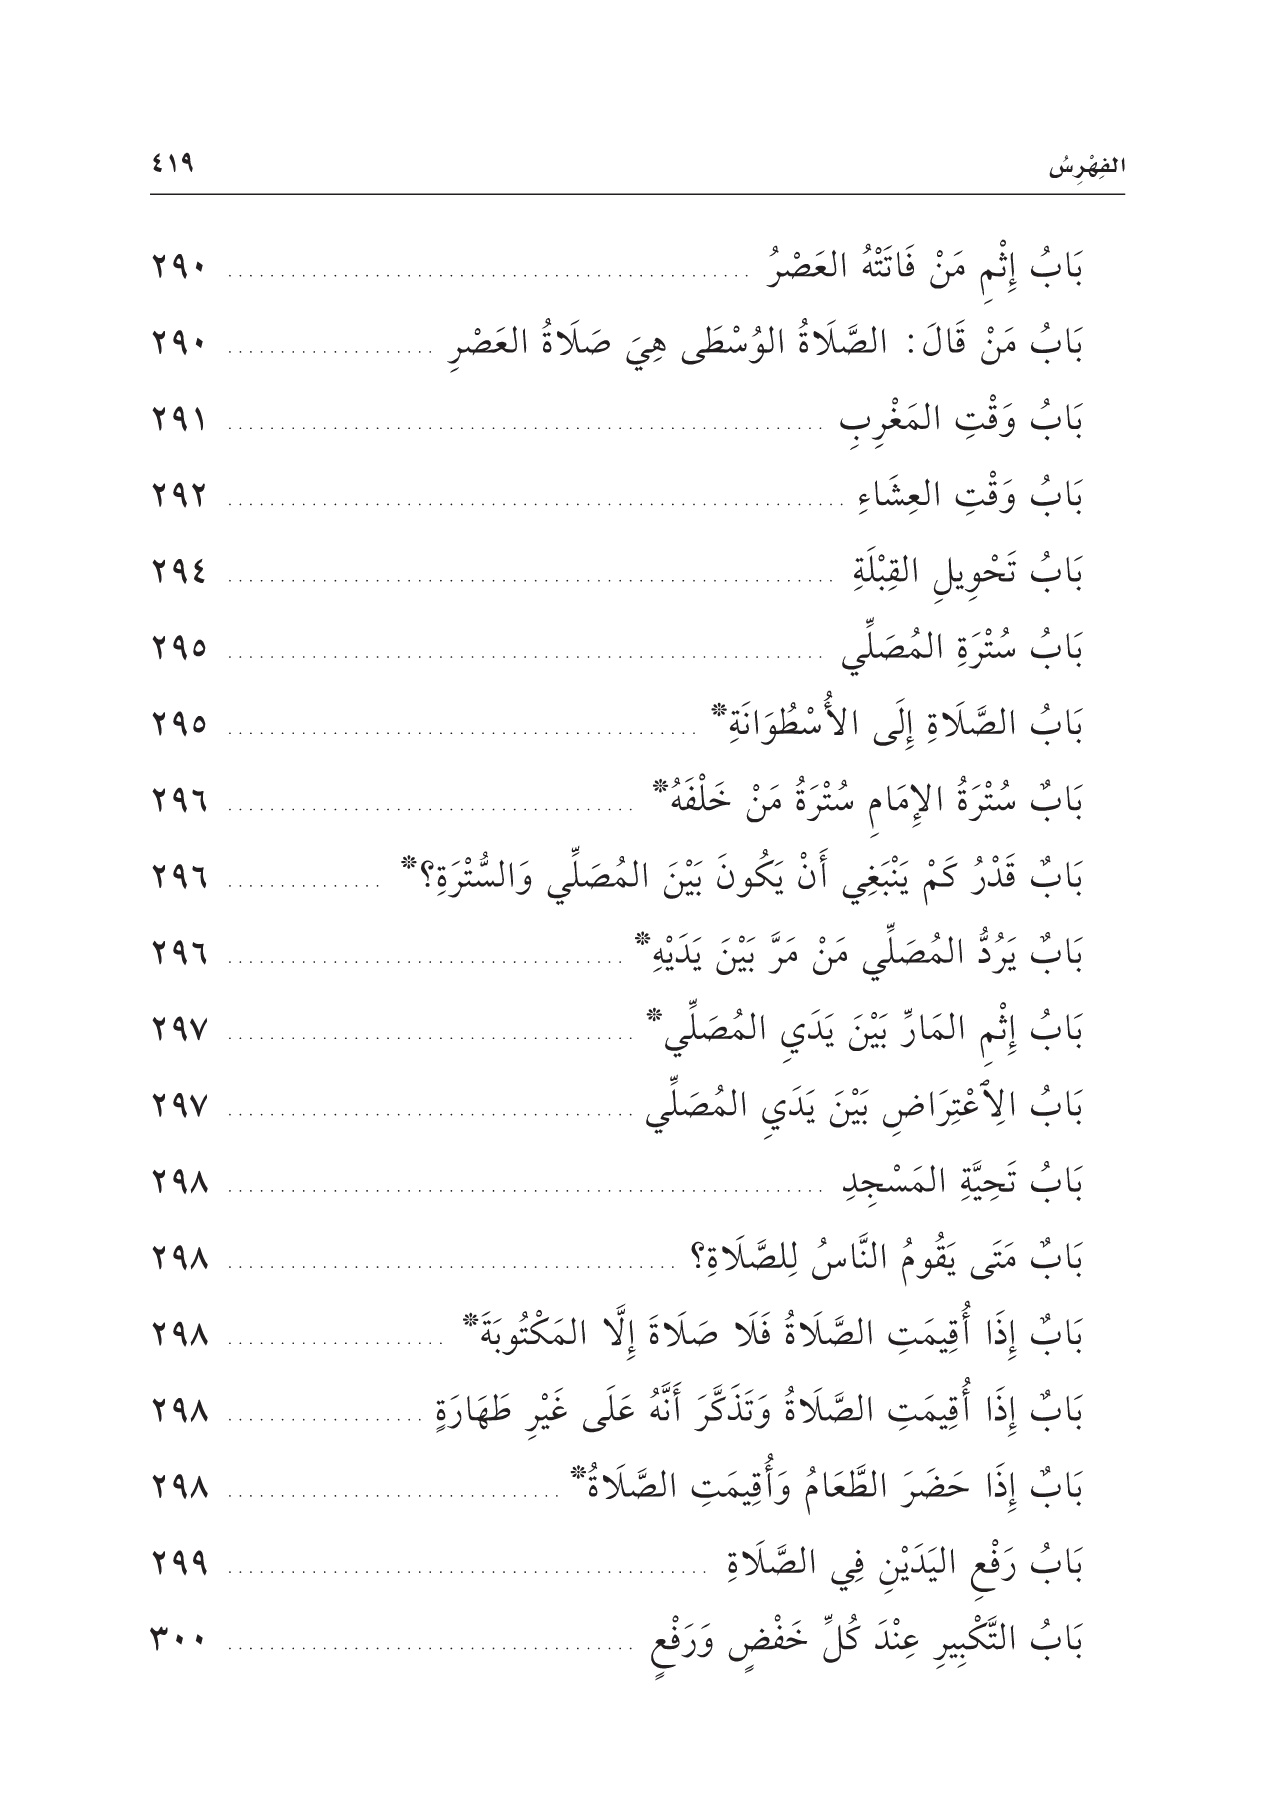 الفِهْرِسُ ٤١٩
بَابُ إِثْمِ مَنْ فَاتَتْهُ العَصْرُ ٢٩٠
بَابُ مَنْ قَالَ: الصَّلَاةُ الوُسْطَى هِيَ صَلَاةُ العَصْرِ ٢٩٠
بَابُ وَقْتِ المَغْرِبِ ٢٩١
بَابُ وَقْتِ العِشَاءِ ٢٩٢
بَابُ تَحْوِيلِ القِبْلَةِ ٢٩٤
بَابُ سُتْرَةِ المُصَلِّي ٢٩٥
بَابُ الصَّلَاةِ إِلَى الأُسْطُوَانَةِ* ٢٩٥
بَابٌ سُتْرَةُ الإِمَامِ سُتْرَةُ مَنْ خَلْفَهُ* ٢٩٦
بَابٌ قَدْرُ كَمْ يَنْبَغِي أَنْ يَكُونَ بَيْنَ المُصَلِّي وَالسُّتْرَةِ؟* ٢٩٦
بَابٌ يَرُدُّ المُصَلِّي مَنْ مَرَّ بَيْنَ يَدَيْهِ* ٢٩٦
بَابُ إِثْمِ المَارِّ بَيْنَ يَدَيِ المُصَلِّي* ٢٩٧
بَابُ الِٱعْتِرَاضِ بَيْنَ يَدَيِ المُصَلِّي ٢٩٧
بَابُ تَحِيَّةِ المَسْجِدِ ٢٩٨
بَابٌ مَتَى يَقُومُ النَّاسُ لِلصَّلَاةِ؟ ٢٩٨
بَابٌ إِذَا أُقِيمَتِ الصَّلَاةُ فَلَا صَلَاةَ إِلَّا المَكْتُوبَةَ* ٢٩٨
بَابٌ إِذَا أُقِيمَتِ الصَّلَاةُ وَتَذَكَّرَ أَنَّهُ عَلَى غَيْرِ طَهَارَةٍ ٢٩٨
بَابٌ إِذَا حَضَرَ الطَّعَامُ وَأُقِيمَتِ الصَّلَاةُ* ٢٩٨
بَابُ رَفْعِ اليَدَيْنِ فِي الصَّلَاةِ ٢٩٩
بَابُ التَّكْبِيرِ عِنْدَ كُلِّ خَفْضٍ وَرَفْعٍ ٣٠٠